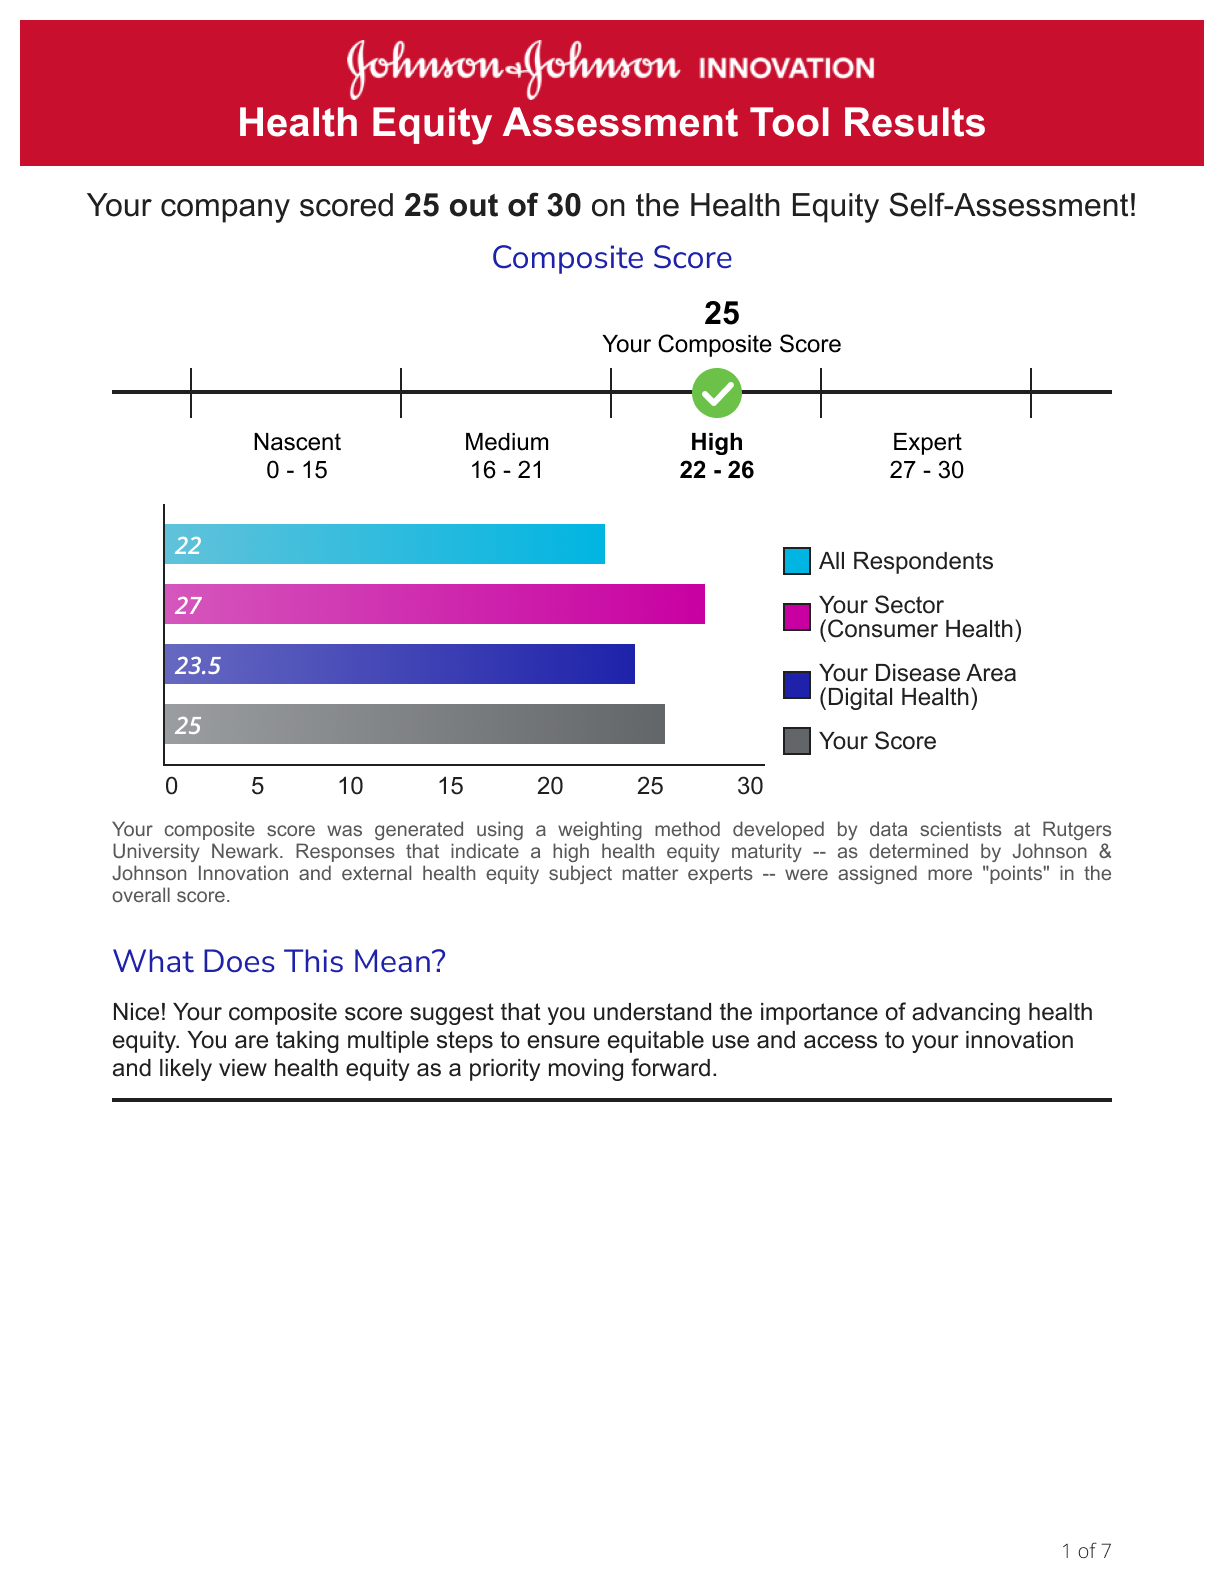 Johnson & Johnson INNOVATION
Health Equity Assessment Tool Results
Your company scored 25 out of 30 on the Health Equity Self-Assessment!
Composite Score
25
Your Composite Score
Nascent
0 - 15
Medium
16 - 21
High
22 - 26
Expert
27 - 30
22
27
23.5
25
0 5 10 15 20 25 30
All Respondents
Your Sector
(Consumer Health)
Your Disease Area
(Digital Health)
Your Score
Your composite score was generated using a weighting method developed by data scientists at Rutgers
University Newark. Responses that indicate a high health equity maturity -- as determined by Johnson &
Johnson Innovation and external health equity subject matter experts -- were assigned more "points" in the
overall score.
What Does This Mean?
Nice! Your composite score suggest that you understand the importance of advancing health
equity. You are taking multiple steps to ensure equitable use and access to your innovation
and likely view health equity as a priority moving forward.
1 of 7